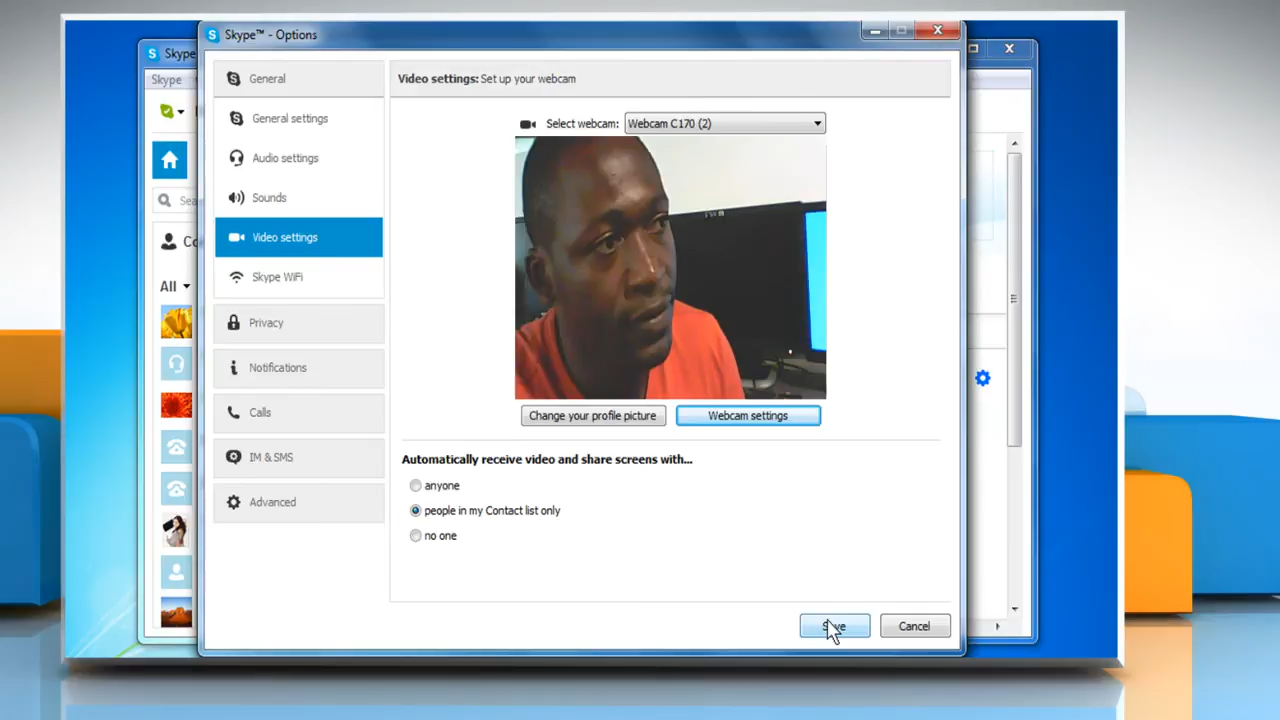 Skype™ - Options
Skype
Skype
General
General settings
Audio settings
Sounds
Video settings
Skype WiFi
Privacy
Notifications
Calls
IM & SMS
Advanced
All
Video settings: Set up your webcam
Select webcam: Webcam C170 (2)
Change your profile picture
Webcam settings
Automatically receive video and share screens with...
anyone
people in my Contact list only
no one
Cancel